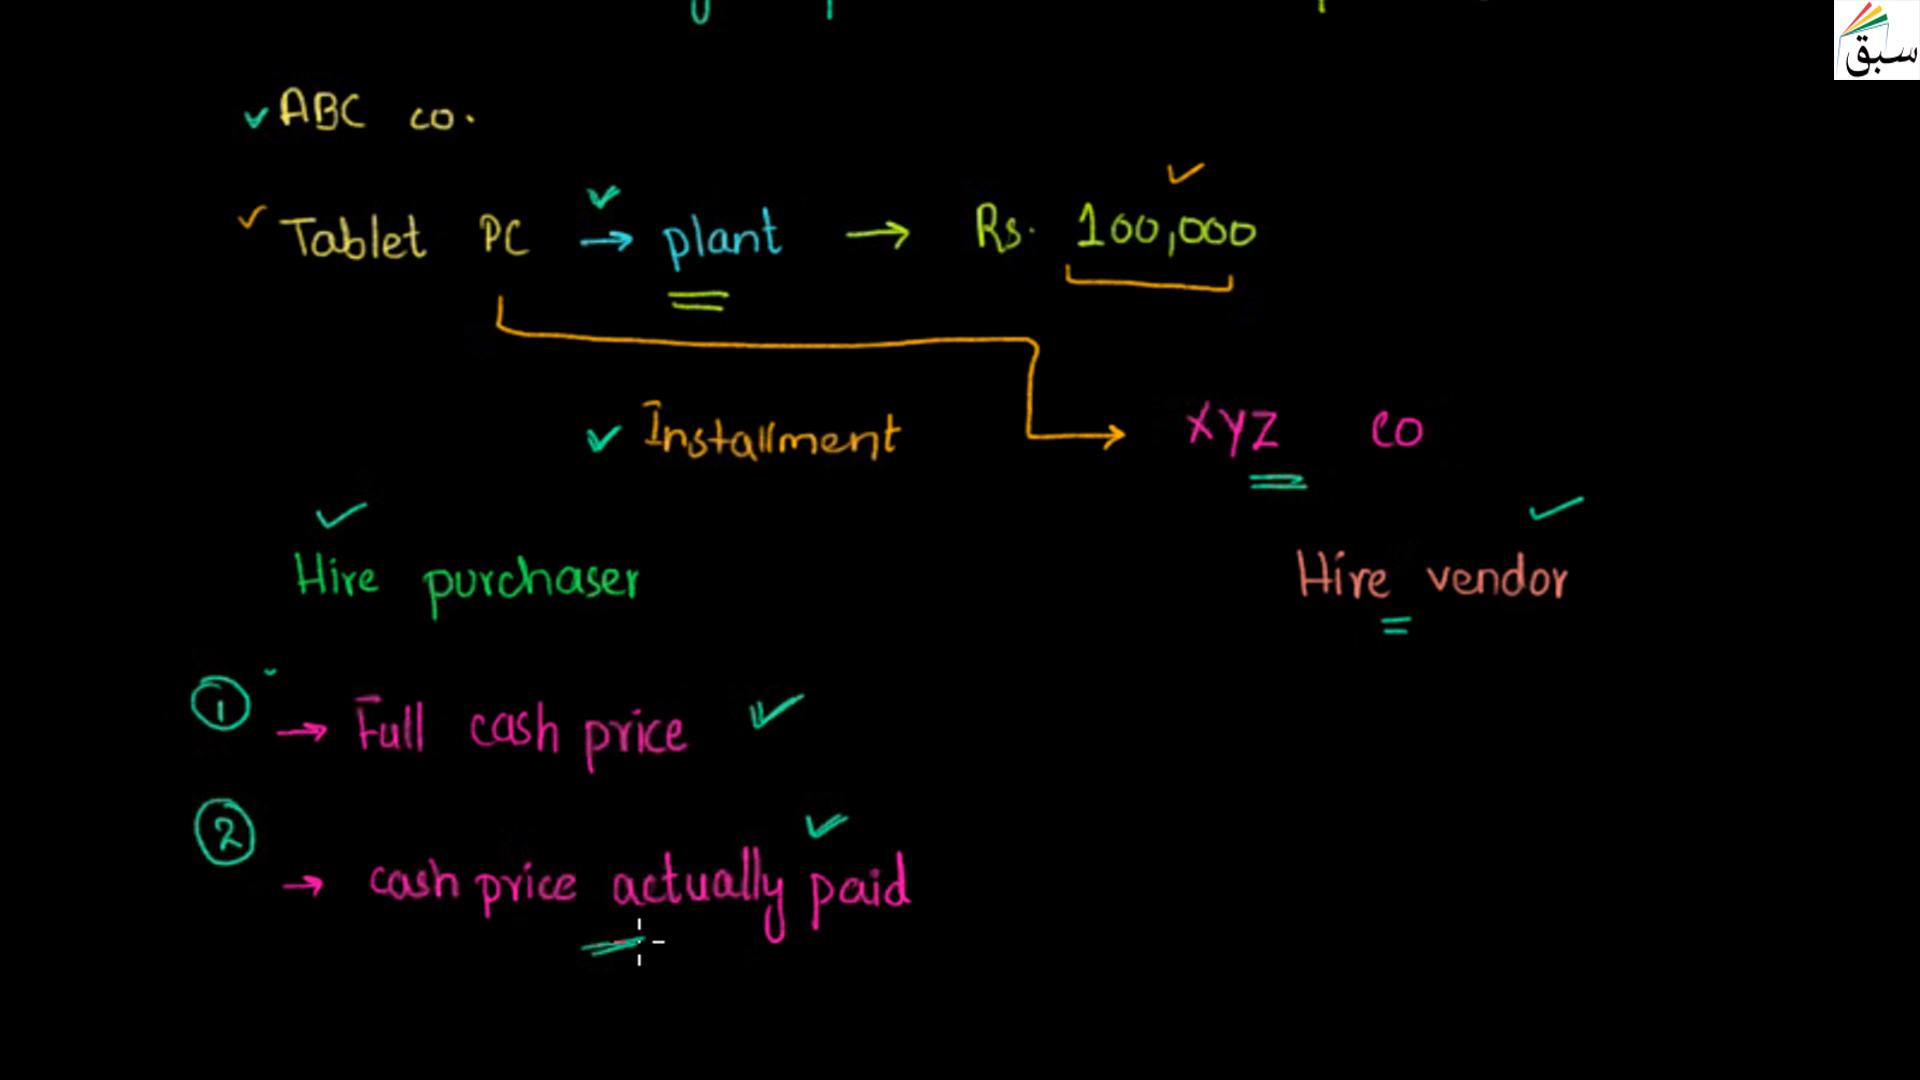 سبق
ABC co.
Tablet PC → plant → Rs. 100,000
Installment
XYZ co
Hire purchaser
Hire vendor
1 → Full cash price
2 → cash price actually paid